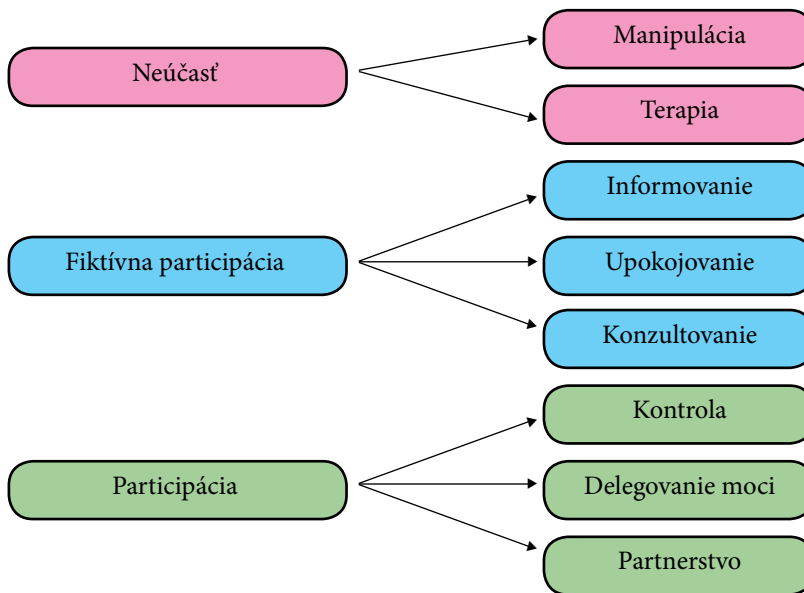 Neúčasť
Manipulácia
Terapia
Fiktívna participácia
Informovanie
Upokojovanie
Konzultovanie
Participácia
Kontrola
Delegovanie moci
Partnerstvo